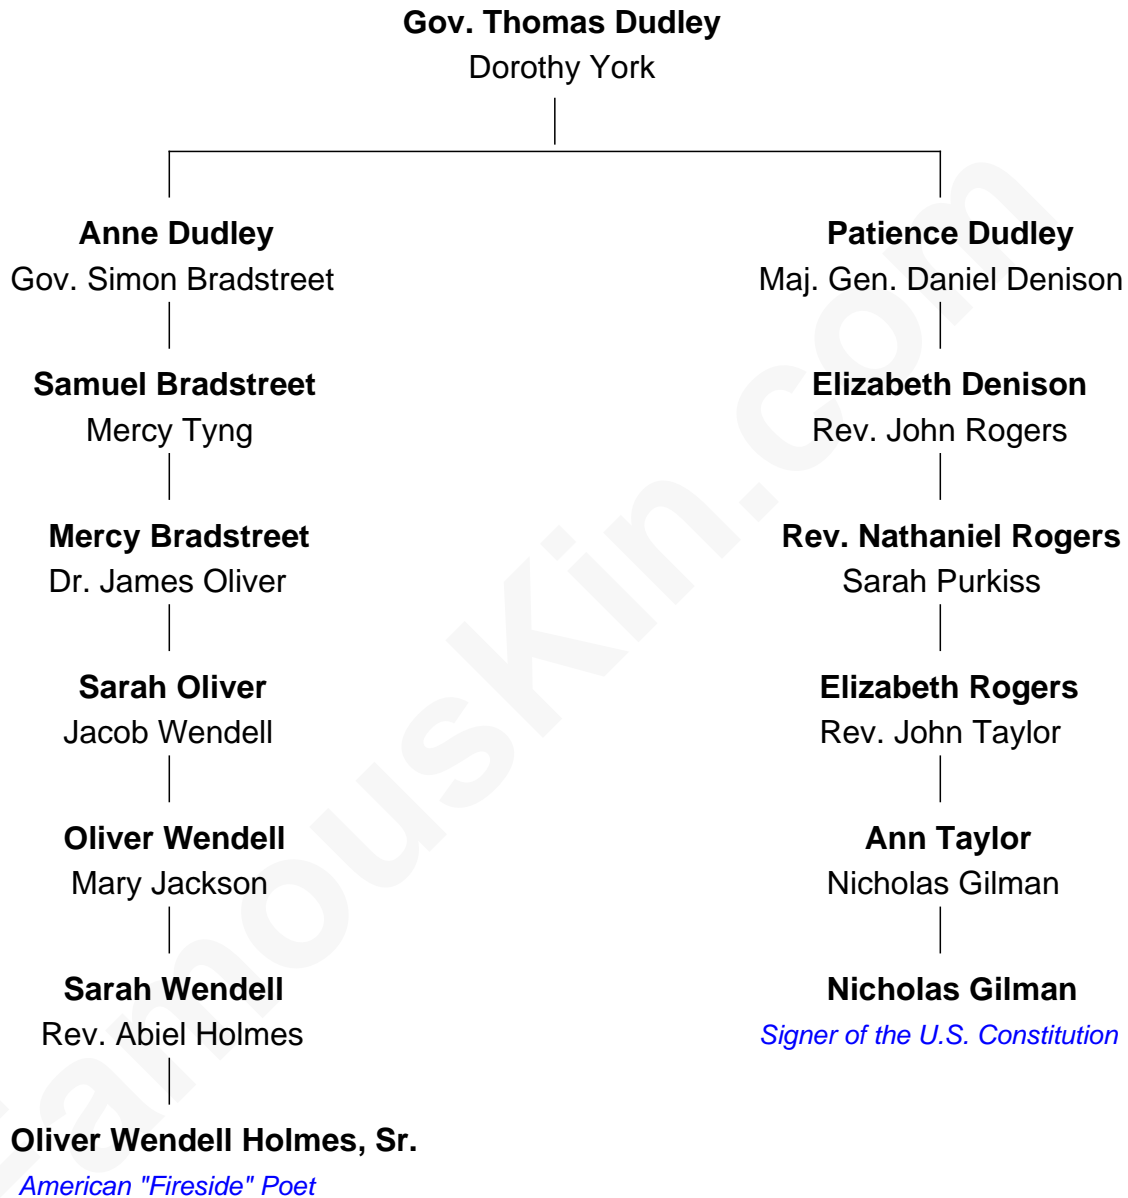 Gov. Thomas Dudley
Dorothy York
Anne Dudley
Gov. Simon Bradstreet
Samuel Bradstreet
Mercy Tyng
Mercy Bradstreet
Dr. James Oliver
Sarah Oliver
Jacob Wendell
Oliver Wendell
Mary Jackson
Sarah Wendell
Rev. Abiel Holmes
Oliver Wendell Holmes, Sr.
American "Fireside" Poet
Patience Dudley
Maj. Gen. Daniel Denison
Elizabeth Denison
Rev. John Rogers
Rev. Nathaniel Rogers
Sarah Purkiss
Elizabeth Rogers
Rev. John Taylor
Ann Taylor
Nicholas Gilman
Nicholas Gilman
Signer of the U.S. Constitution
FamousKin.com